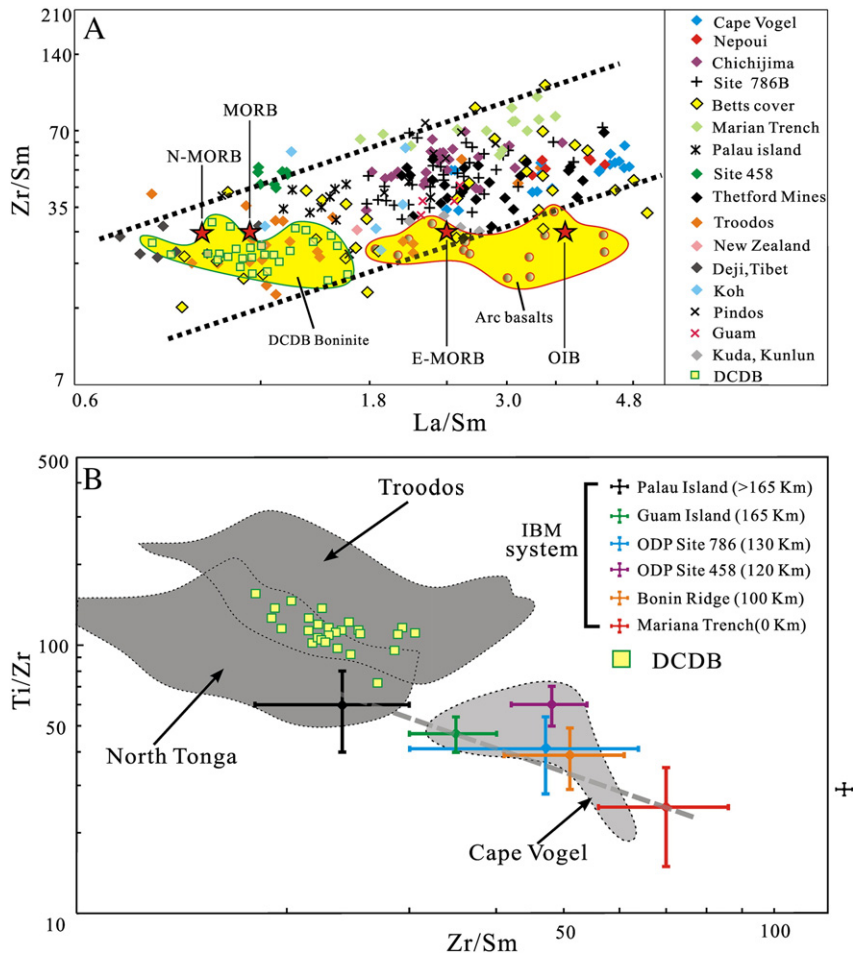 A
210
140
70
35
7
Zr/Sm
MORB
N-MORB
DCDB Boninite
Arc basalts
E-MORB
OIB
0.6
1.8
3.0
4.8
La/Sm
Cape Vogel
Nepoui
Chichijima
Site 786B
Betts cover
Marian Trench
Palau island
Site 458
Thetford Mines
Troodos
New Zealand
Deji,Tibet
Koh
Pindos
Guam
Kuda, Kunlun
DCDB
B
500
100
50
10
Ti/Zr
Troodos
North Tonga
Cape Vogel
IBM
system
Palau Island (>165 Km)
Guam Island (165 Km)
ODP Site 786 (130 Km)
ODP Site 458 (120 Km)
Bonin Ridge (100 Km)
Mariana Trench(0 Km)
DCDB
50
100
Zr/Sm